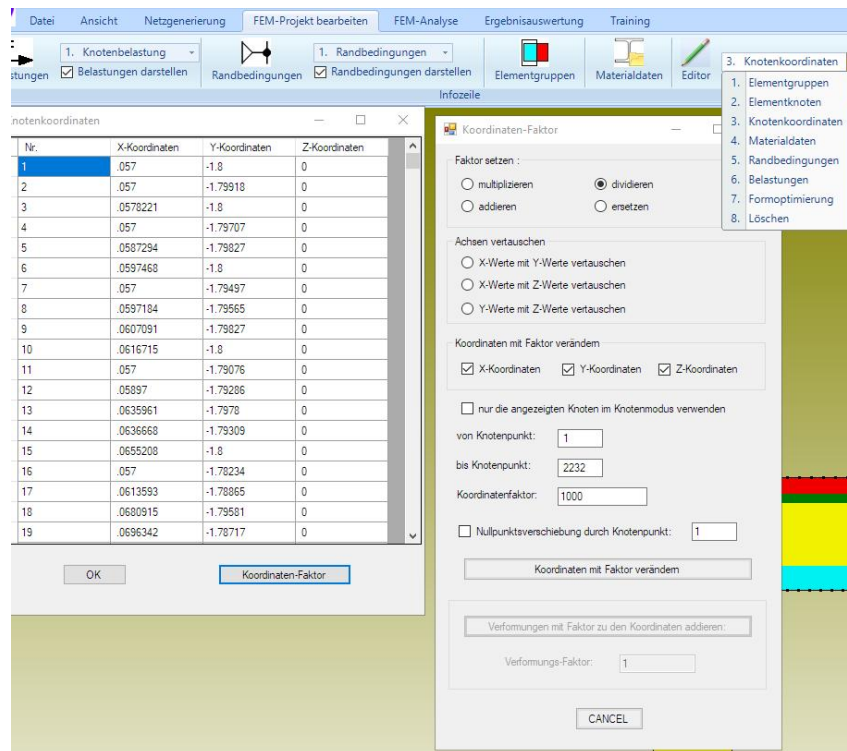 Datei Ansicht Netzgenerierung FEM-Projekt bearbeiten FEM-Analyse Ergebnisauswertung Training
1. Knotenbelastung 1. Randbedingungen
Belastungen darstellen Randbedingungen Randbedingungen darstellen Elementgruppen Materialdaten Editor
Infozeile
3. Knotenkoordinaten
1. Elementgruppen
2. Elementknoten
3. Knotenkoordinaten
4. Materialdaten
5. Randbedingungen
6. Belastungen
7. Formoptimierung
8. Löschen
Nr. X-Koordinaten Y-Koordinaten Z-Koordinaten
1 .057 -1.8 0
2 .057 -1.79918 0
3 .0578221 -1.8 0
4 .057 -1.79707 0
5 .0587294 -1.79827 0
6 .0597468 -1.8 0
7 .057 -1.79497 0
8 .0597184 -1.79565 0
9 .0607091 -1.79827 0
10 .0616715 -1.8 0
11 .057 -1.79076 0
12 .05897 -1.79286 0
13 .0635961 -1.7978 0
14 .0636668 -1.79309 0
15 .0655208 -1.8 0
16 .057 -1.78234 0
17 .0613593 -1.78865 0
18 .0680915 -1.79581 0
19 .0696342 -1.78717 0
OK Koordinaten-Faktor
Koordinaten-Faktor
Faktor setzen :
multiplizieren dividieren
addieren ersetzen
Achsen vertauschen
X-Werte mit Y-Werte vertauschen
X-Werte mit Z-Werte vertauschen
Y-Werte mit Z-Werte vertauschen
Koordinaten mit Faktor verändern
X-Koordinaten Y-Koordinaten Z-Koordinaten
nur die angezeigten Knoten im Knotenmodus verwenden
von Knotenpunkt: 1
bis Knotenpunkt: 2232
Koordinatenfaktor: 1000
Nullpunktsverschiebung durch Knotenpunkt: 1
Koordinaten mit Faktor verändern
Verformungen mit Faktor zu den Koordinaten addieren:
Verformungs-Faktor: 1
CANCEL